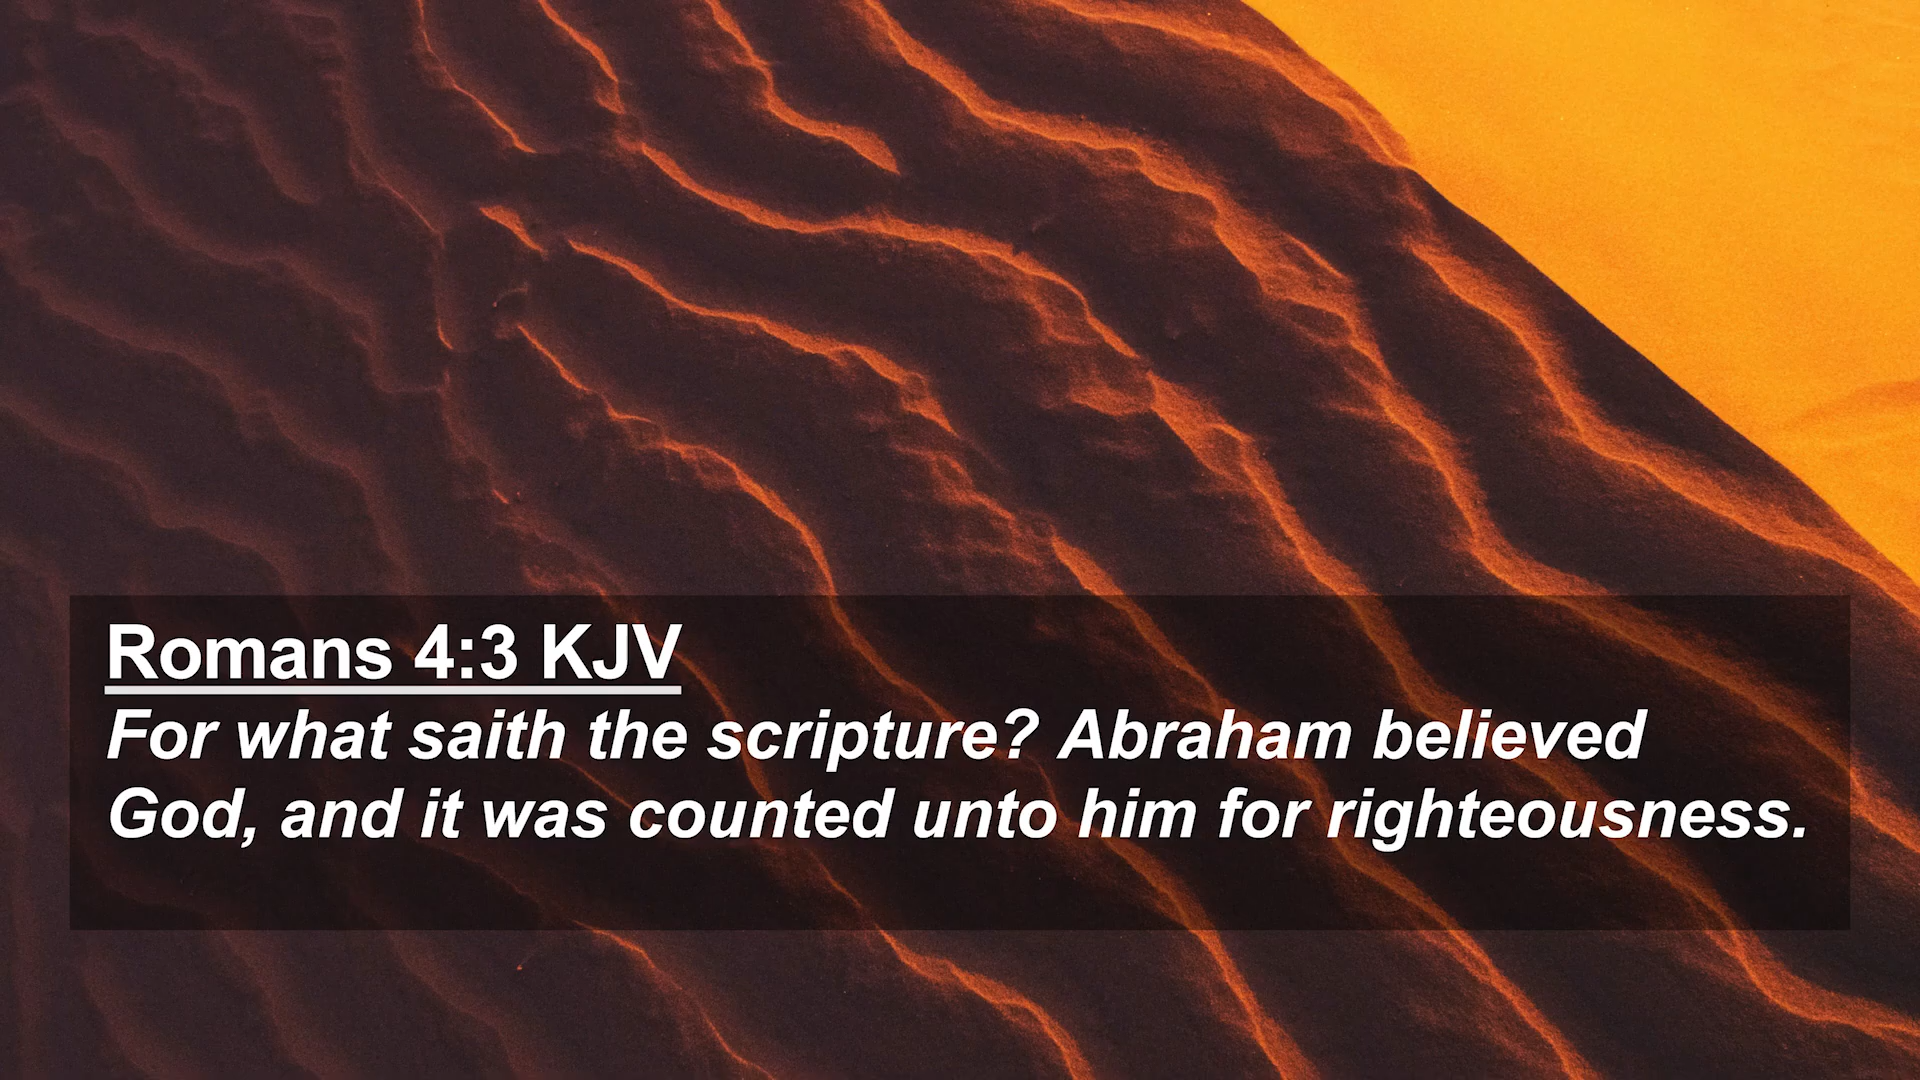 Romans 4:3 KJV
For what saith the scripture? Abraham believed
God, and it was counted unto him for righteousness.